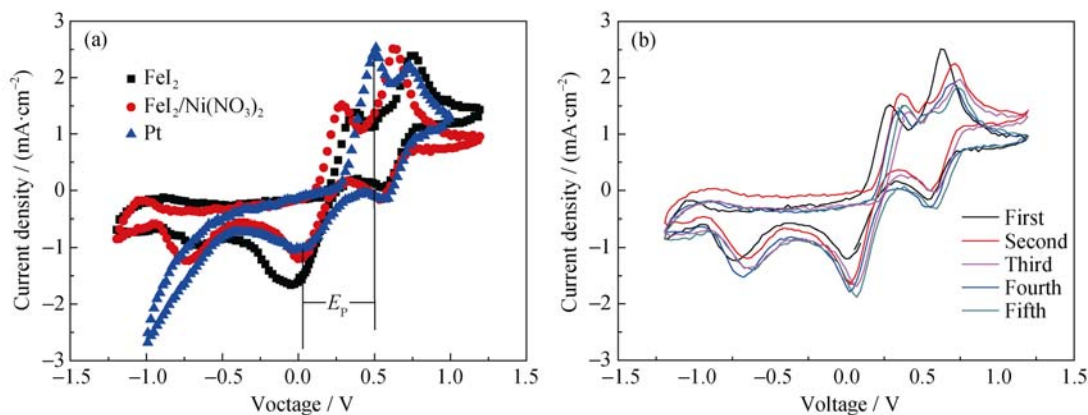 (a)
FeI₂
FeI₂/Ni(NO₃)₂
Pt
E_P
3
2
1
0
−1
−2
−3
−1.5 −1.0 −0.5 0.0 0.5 1.0 1.5
Current density / (mA·cm⁻²)
Voctage / V
(b)
First
Second
Third
Fourth
Fifth
3
2
1
0
−1
−2
−3
−1.5 −1.0 −0.5 0.0 0.5 1.0 1.5
Current density / (mA·cm⁻²)
Voltage / V